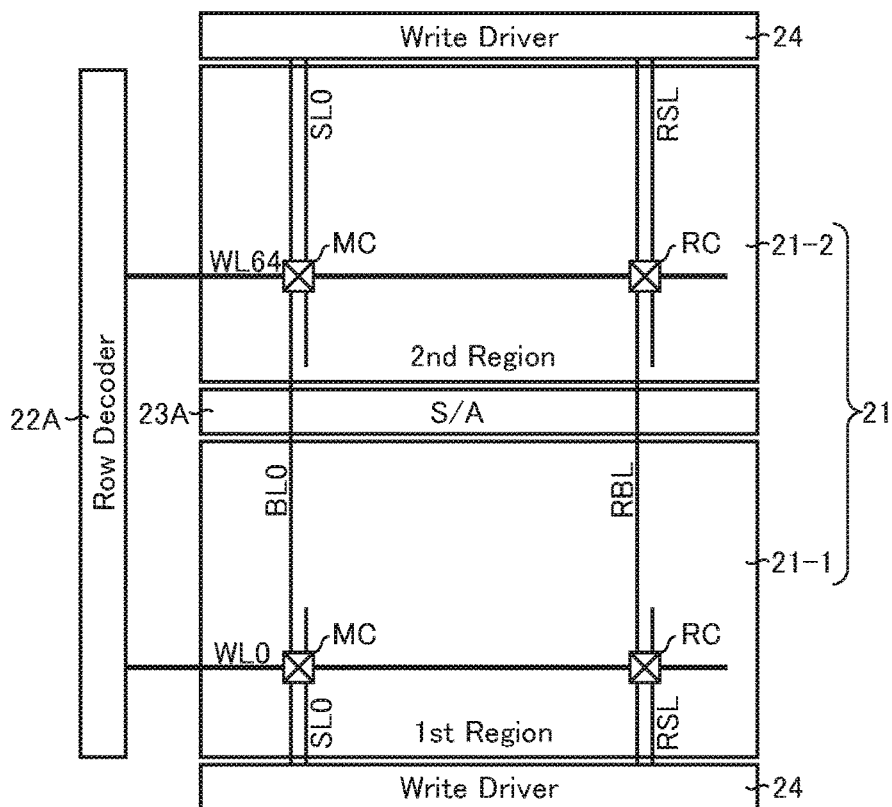 Write Driver
24
SL0
RSL
MC
RC
21-2
WL64
2nd Region
Row Decoder
22A
23A
S/A
21
BL0
RBL
21-1
MC
RC
WL0
SL0
1st Region
RSL
Write Driver
24